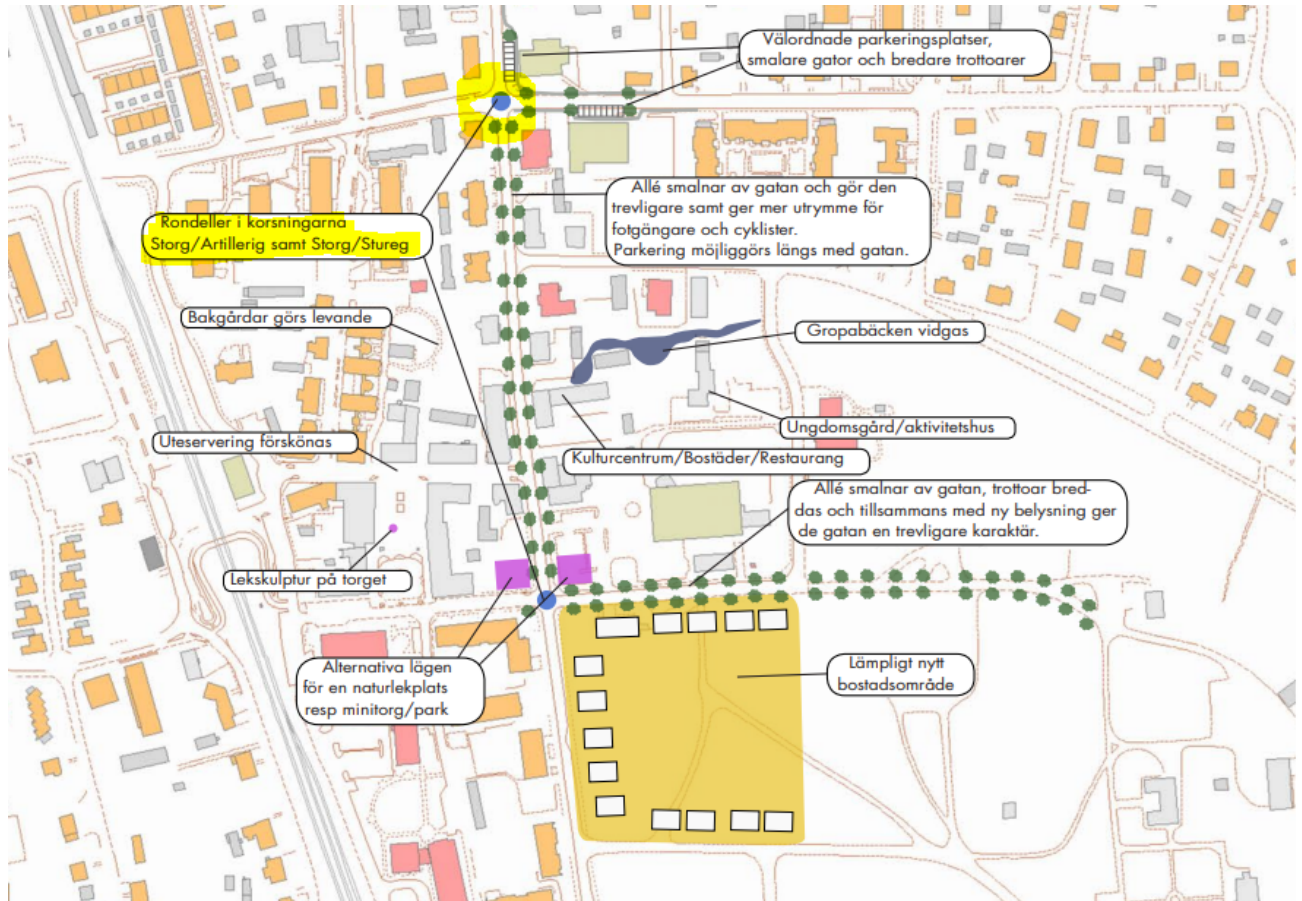 Välordnade parkeringsplatser,
smalare gator och bredare trottoarer
Allé smalnar av gatan och gör den
trevligare samt ger mer utrymme för
fotgängare och cyklister.
Parkering möjliggörs längs med gatan.
Rondeller i korsningarna
Storg/Artillerig samt Storg/Stureg
Bakgårdar görs levande
Gropabäcken vidgas
Ungdomsgård/aktivitetshus
Uteservering förskönas
Kulturcentrum/Bostäder/Restaurang
Allé smalnar av gatan, trottoar bred-
das och tillsammans med ny belysning ger
de gatan en trevligare karaktär.
Lekskulptur på torget
Alternativa lägen
för en naturlekplats
resp minitorg/park
Lämpligt nytt
bostadsområde